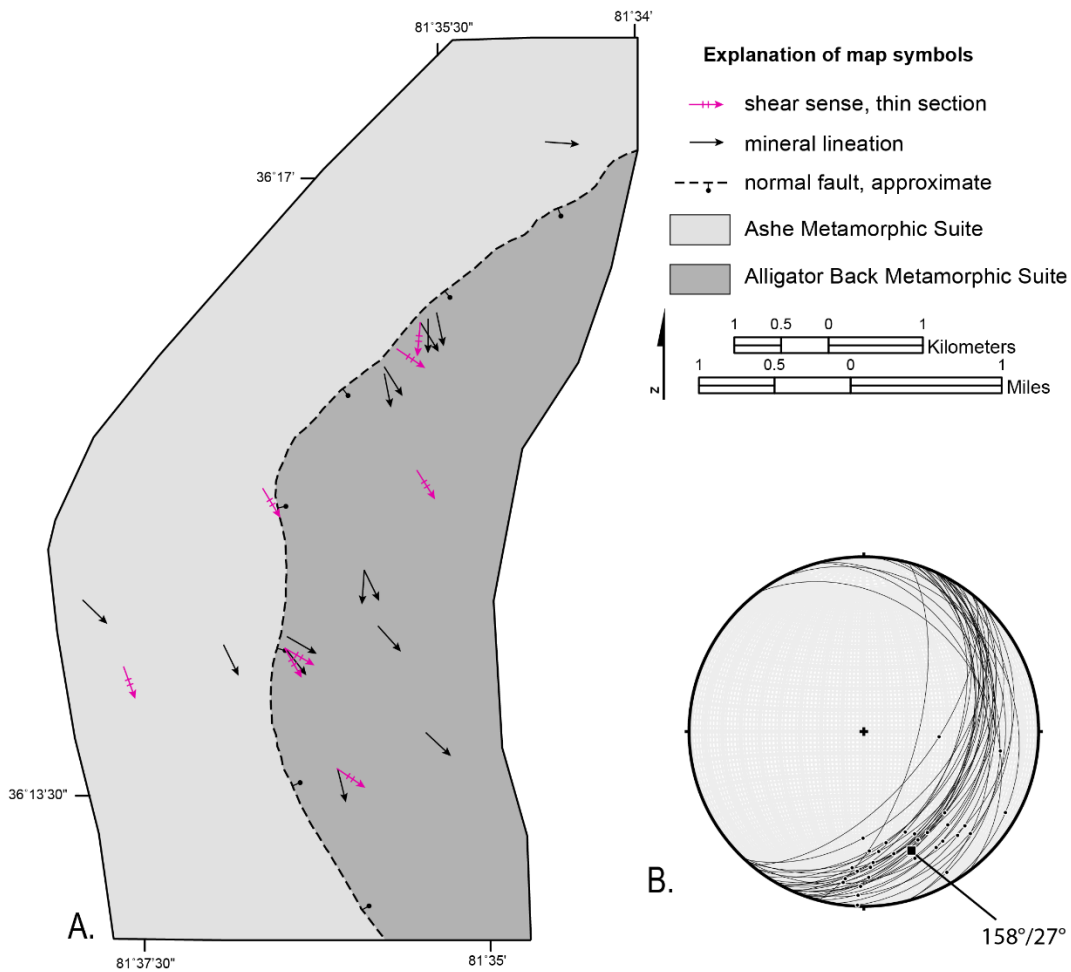 81°35'30"
81°34'
36°17'
36°13'30"
A.
81°37'30"
81°35'
Explanation of map symbols
shear sense, thin section
mineral lineation
normal fault, approximate
Ashe Metamorphic Suite
Alligator Back Metamorphic Suite
N
1 0.5 0 1
Kilometers
1 0.5 0 1
Miles
B.
158°/27°